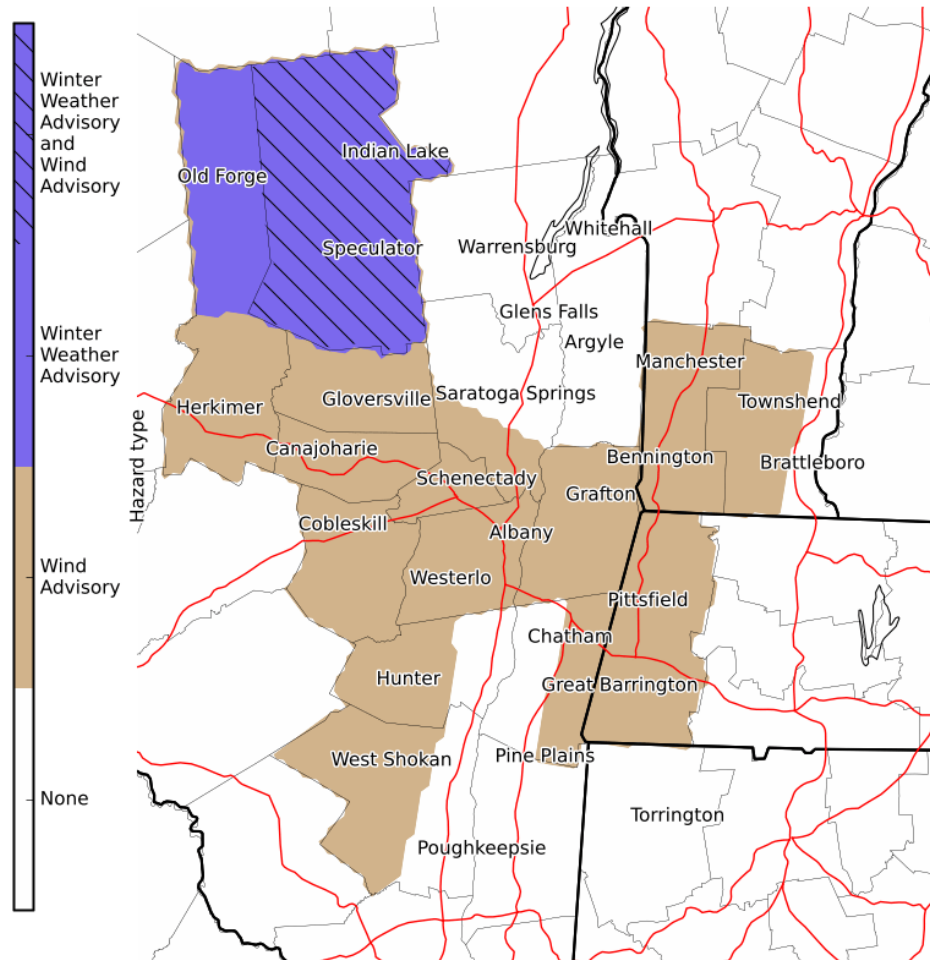 Winter
Weather
Advisory
and
Wind
Advisory
Winter
Weather
Advisory
Wind
Advisory
None
Hazard type
Indian Lake
Old Forge
Whitehall
Warrensburg
Speculator
Glens Falls
Argyle
Manchester
Saratoga Springs
Gloversville
Townshend
Herkimer
Canajoharie
Bennington
Brattleboro
Schenectady
Grafton
Cobleskill
Albany
Westerlo
Pittsfield
Chatham
Hunter
Great Barrington
West Shokan
Pine Plains
Torrington
Poughkeepsie